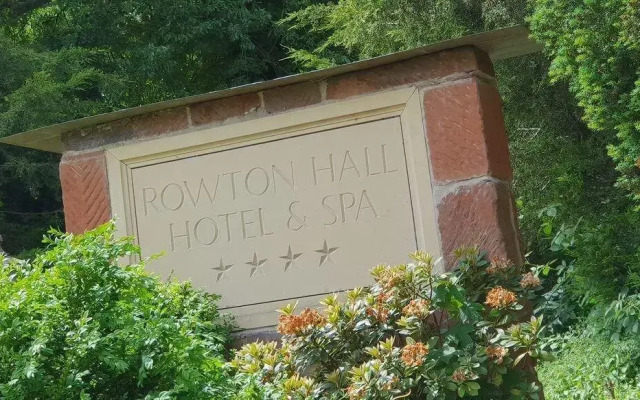 ROWTON HALL
HOTEL & SPA
★★★★